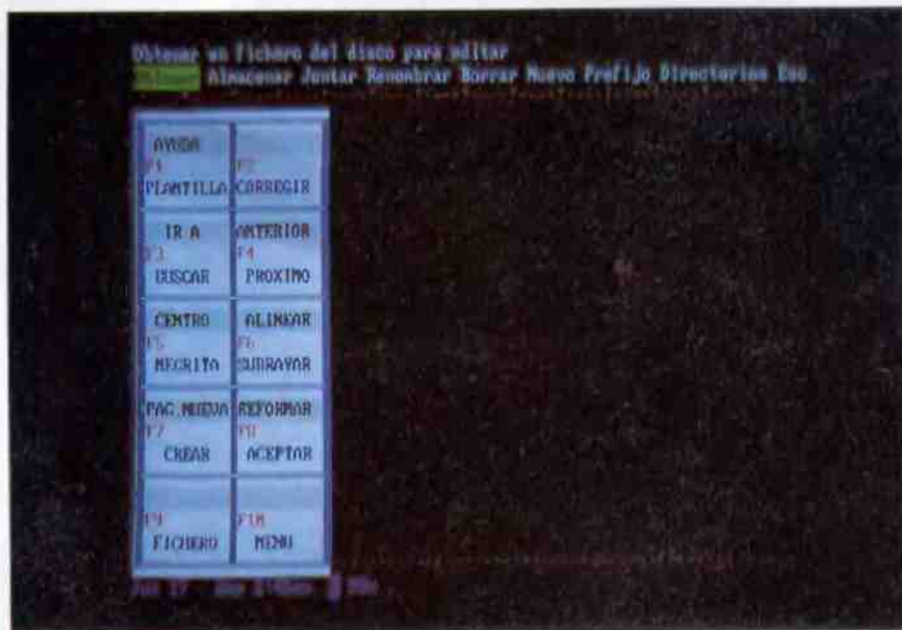 Obtener un fichero del disco para editar
Almacenar Juntar Renombrar Borrar Nuevo Prefijo Directorios Esc
AYUDA
F1 F2
PLANTILLA CORREGIR
IR A ANTERIOR
F3 F4
BUSCAR PROXIMO
CENTRO ALINEAR
F5 F6
NEGRITA SUBRAYAR
PAG NUEVA REFORMAR
F7 F8
CREAR ACEPTAR
F9 F10
FICHERO MENU